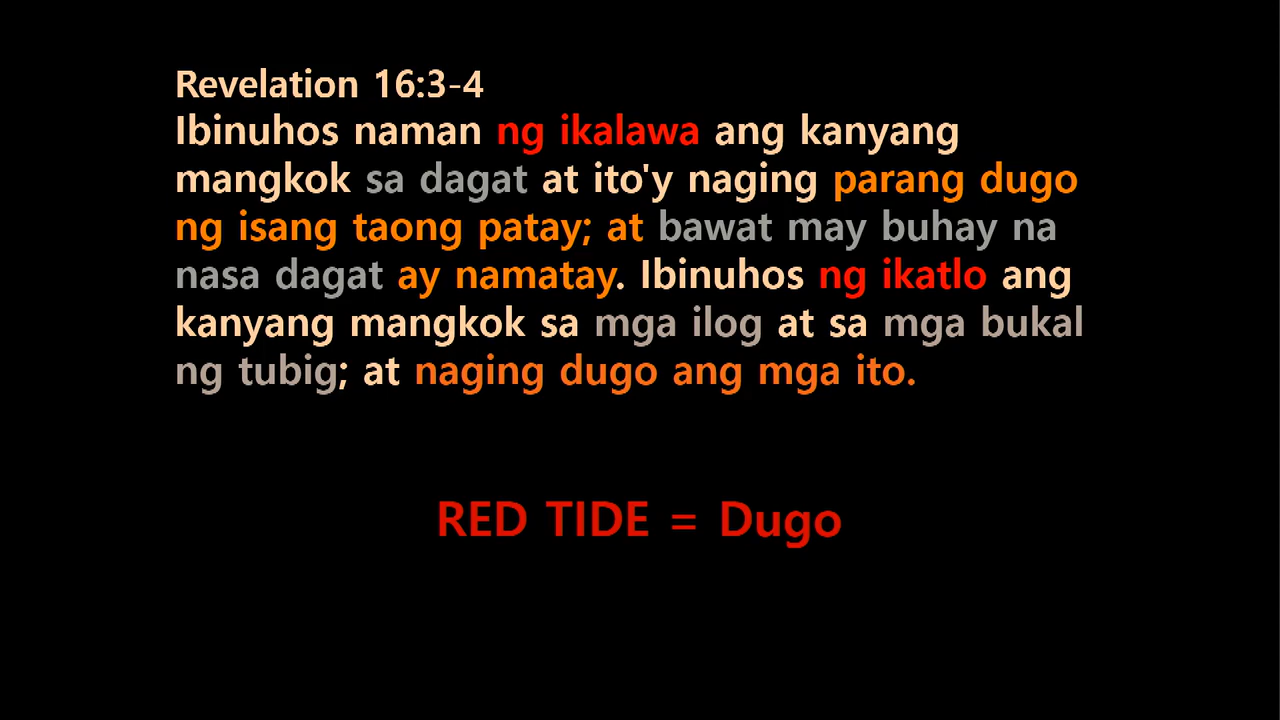 Revelation 16:3-4
Ibinuhos naman ng ikalawa ang kanyang
mangkok sa dagat at ito'y naging parang dugo
ng isang taong patay; at bawat may buhay na
nasa dagat ay namatay. Ibinuhos ng ikatlo ang
kanyang mangkok sa mga ilog at sa mga bukal
ng tubig; at naging dugo ang mga ito.
RED TIDE = Dugo